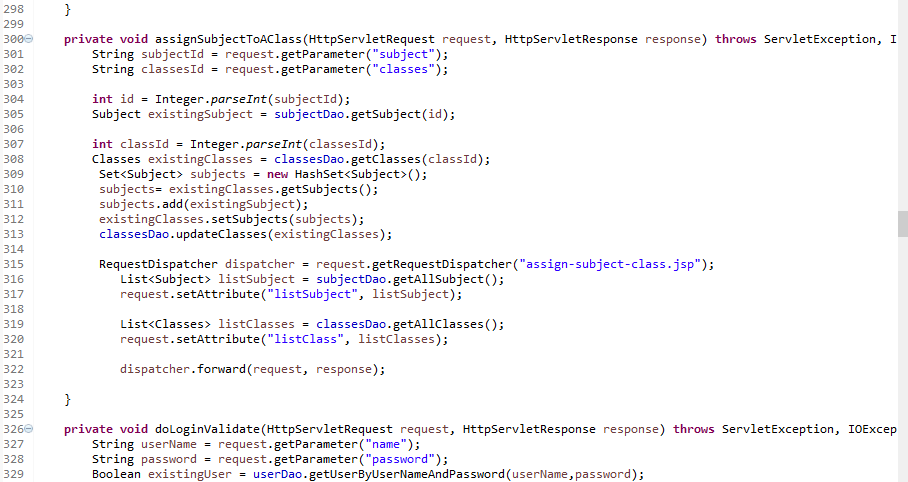 298 }
299
300 private void assignSubjectToAClass(HttpServletRequest request, HttpServletResponse response) throws ServletException, I
301 String subjectId = request.getParameter("subject");
302 String classesId = request.getParameter("classes");
303
304 int id = Integer.parseInt(subjectId);
305 Subject existingSubject = subjectDao.getSubject(id);
306
307 int classId = Integer.parseInt(classesId);
308 Classes existingClasses = classesDao.getClasses(classId);
309 Set<Subject> subjects = new HashSet<Subject>();
310 subjects= existingClasses.getSubjects();
311 subjects.add(existingSubject);
312 existingClasses.setSubjects(subjects);
313 classesDao.updateClasses(existingClasses);
314
315 RequestDispatcher dispatcher = request.getRequestDispatcher("assign-subject-class.jsp");
316 List<Subject> listSubject = subjectDao.getAllSubject();
317 request.setAttribute("listSubject", listSubject);
318
319 List<Classes> listClasses = classesDao.getAllClasses();
320 request.setAttribute("listClass", listClasses);
321
322 dispatcher.forward(request, response);
323
324 }
325
326 private void doLoginValidate(HttpServletRequest request, HttpServletResponse response) throws ServletException, IOExcep
327 String userName = request.getParameter("name");
328 String password = request.getParameter("password");
329 Boolean existingUser = userDao.getUserByUserNameAndPassword(userName,password);